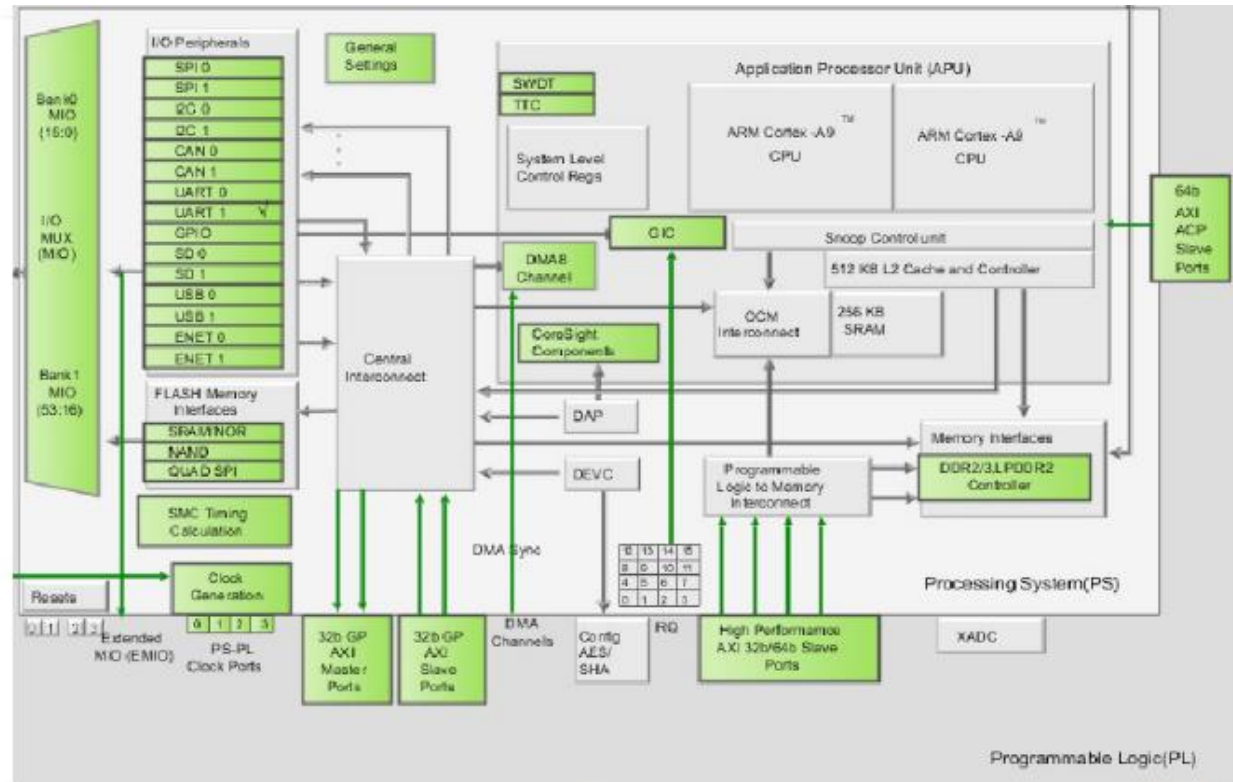 I/O Peripherals
SPI 0
SPI 1
I2C 0
I2C 1
CAN 0
CAN 1
UART 0
UART 1
GPIO
SD 0
SD 1
USB 0
USB 1
ENET 0
ENET 1
Bank0
MIO
(15:0)
I/O
MUX
(MIO)
Bank1
MIO
(53:16)
FLASH Memory
Interfaces
SRAM/NOR
NAND
QUAD SPI
SMC Timing
Calculation
General
Settings
Application Processor Unit (APU)
SWDT
TTC
System Level
Control Regs
ARM Cortex -A9 TM
CPU
ARM Cortex -A9 TM
CPU
GIC
Snoop Control unit
512 KB L2 Cache and Controller
DMA8
Channel
OCM
Interconnect
256 KB
SRAM
CoreSight
Components
Central
Interconnect
DAP
DEVC
Programmable
Logic to Memory
Interconnect
Memory Interfaces
DDR2/3,LPDDR2
Controller
64b
AXI
ACP
Slave
Ports
DMA Sync
12 13 14 15
8 9 10 11
4 5 6 7
0 1 2 3
Processing System(PS)
Resets
0 1 2 3
Clock
Generation
0 1 2 3
Extended
MIO (EMIO)
PS-PL
Clock Ports
32b GP
AXI
Master
Ports
32b GP
AXI
Slave
Ports
DMA
Channels
Config
AES/
SHA
IRQ
High Performance
AXI 32b/64b Slave
Ports
XADC
Programmable Logic(PL)